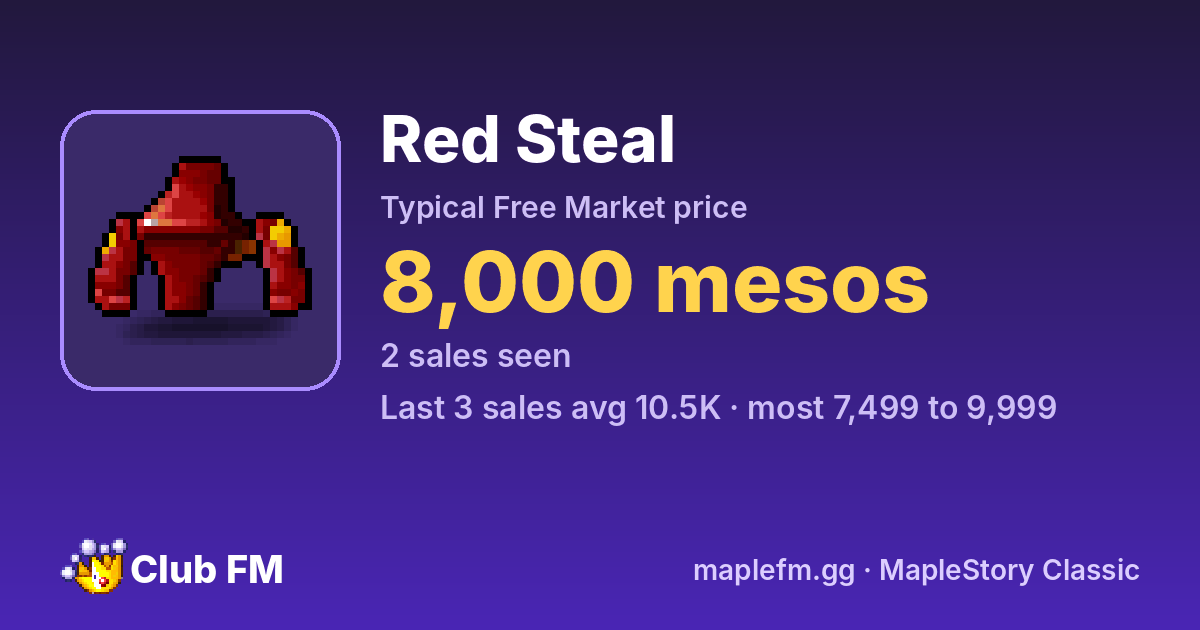 Red Steal
Typical Free Market price
8,000 mesos
2 sales seen
Last 3 sales avg 10.5K · most 7,499 to 9,999
Club FM
maplefm.gg · MapleStory Classic